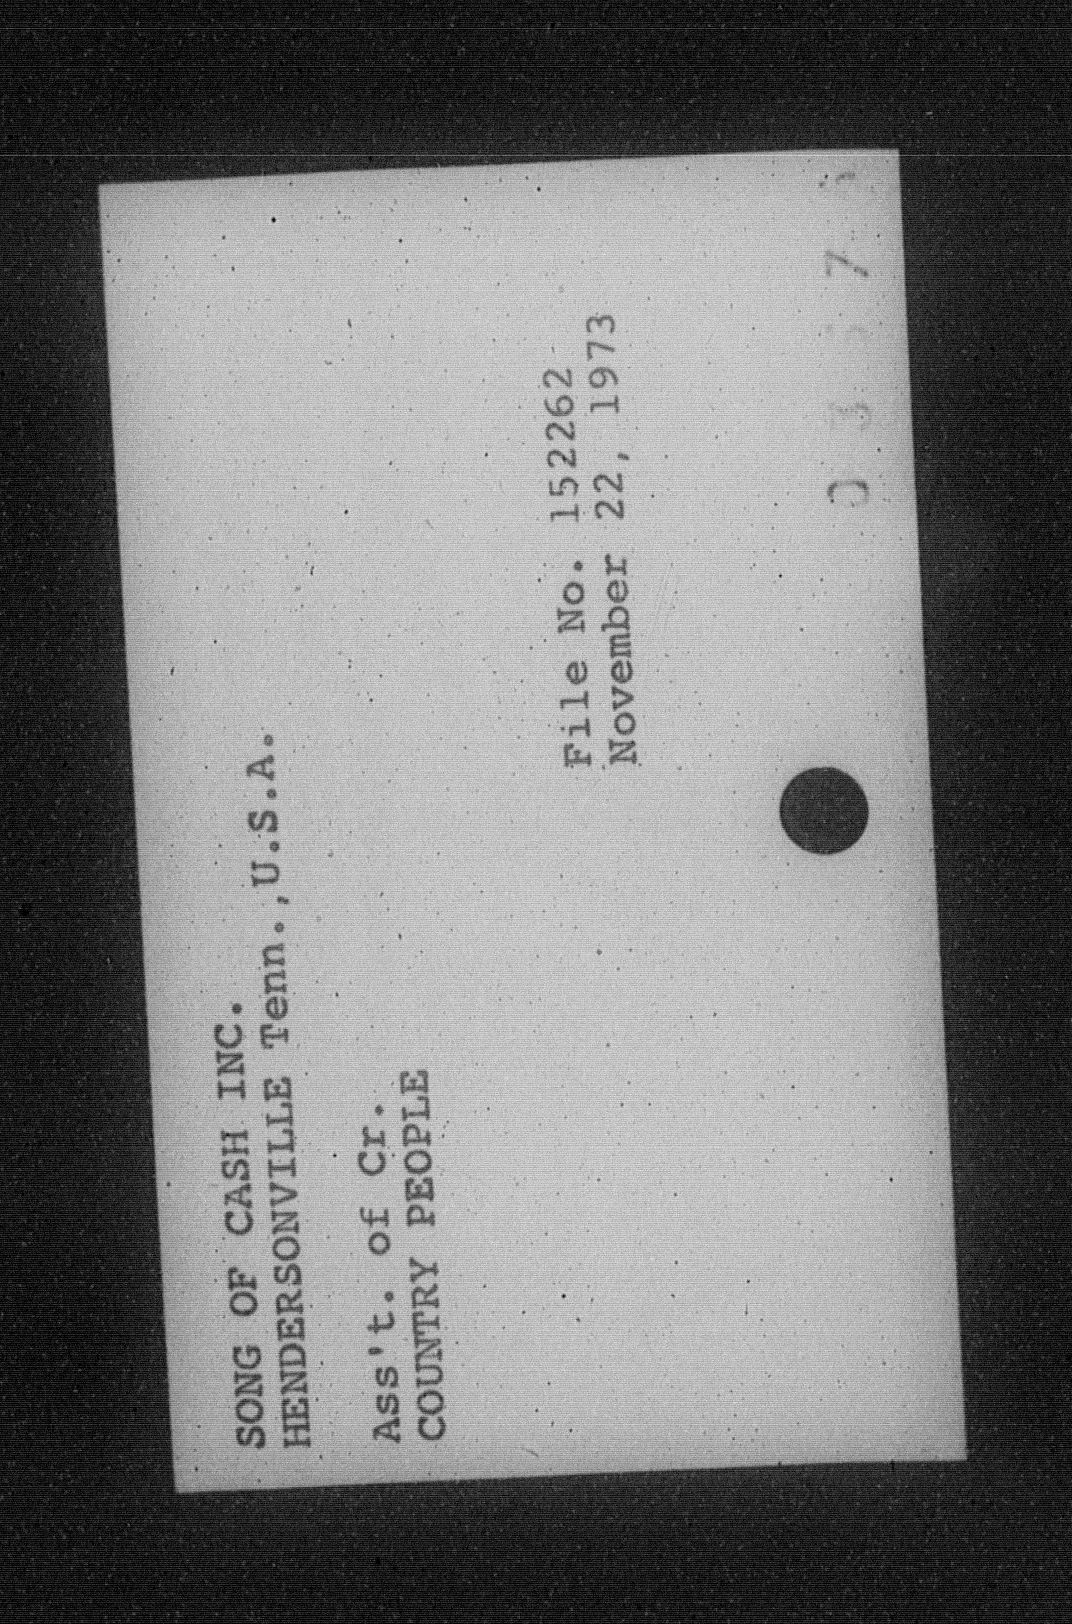 SONG OF CASH INC.
HENDERSONVILLE Tenn.,U.S.A.
Ass't. of Cr.
COUNTRY PEOPLE
File No. 152262
November 22, 1973